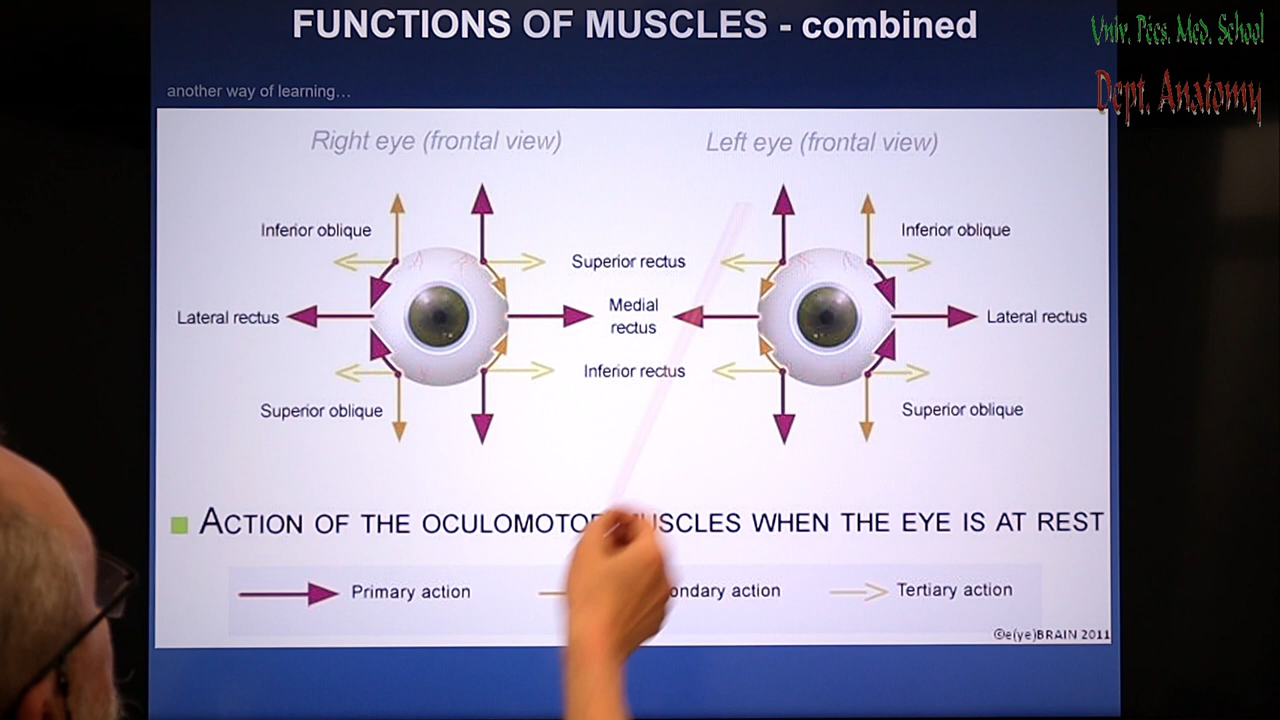 FUNCTIONS OF MUSCLES - combined
Univ. Pécs. Med. School
Dept. Anatomy
another way of learning...
Right eye (frontal view)
Left eye (frontal view)
Inferior oblique
Inferior oblique
Superior rectus
Lateral rectus
Medial
rectus
Lateral rectus
Inferior rectus
Superior oblique
Superior oblique
ACTION OF THE OCULOMOTOR MUSCLES WHEN THE EYE IS AT REST
Primary action
action
Tertiary action
©e(ye)BRAIN 2011